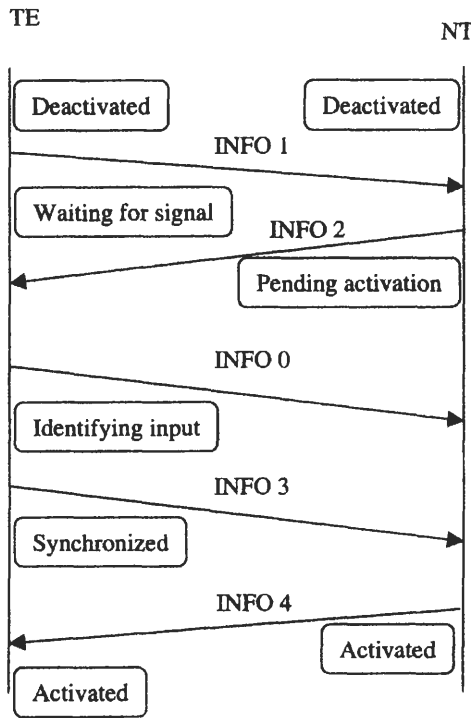 TE
NT
Deactivated
Deactivated
INFO 1
Waiting for signal
INFO 2
Pending activation
INFO 0
Identifying input
INFO 3
Synchronized
INFO 4
Activated
Activated